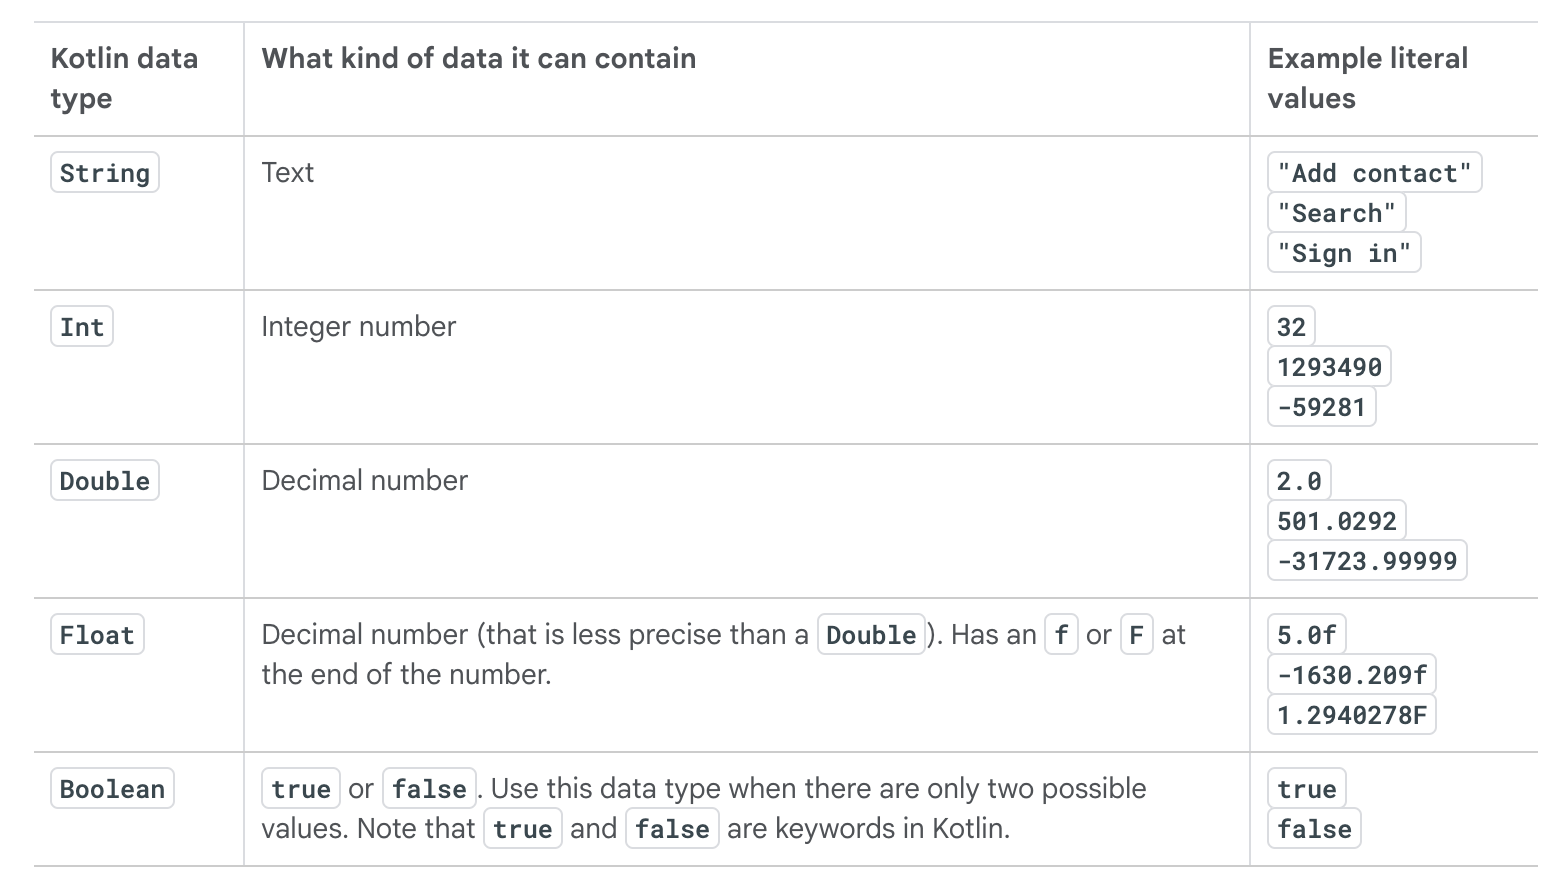 Kotlin data
type
What kind of data it can contain
Example literal
values
String
Text
"Add contact"
"Search"
"Sign in"
Int
Integer number
32
1293490
-59281
Double
Decimal number
2.0
501.0292
-31723.99999
Float
Decimal number (that is less precise than a Double). Has an f or F at
the end of the number.
5.0f
-1630.209f
1.2940278F
Boolean
true or false. Use this data type when there are only two possible
values. Note that true and false are keywords in Kotlin.
true
false